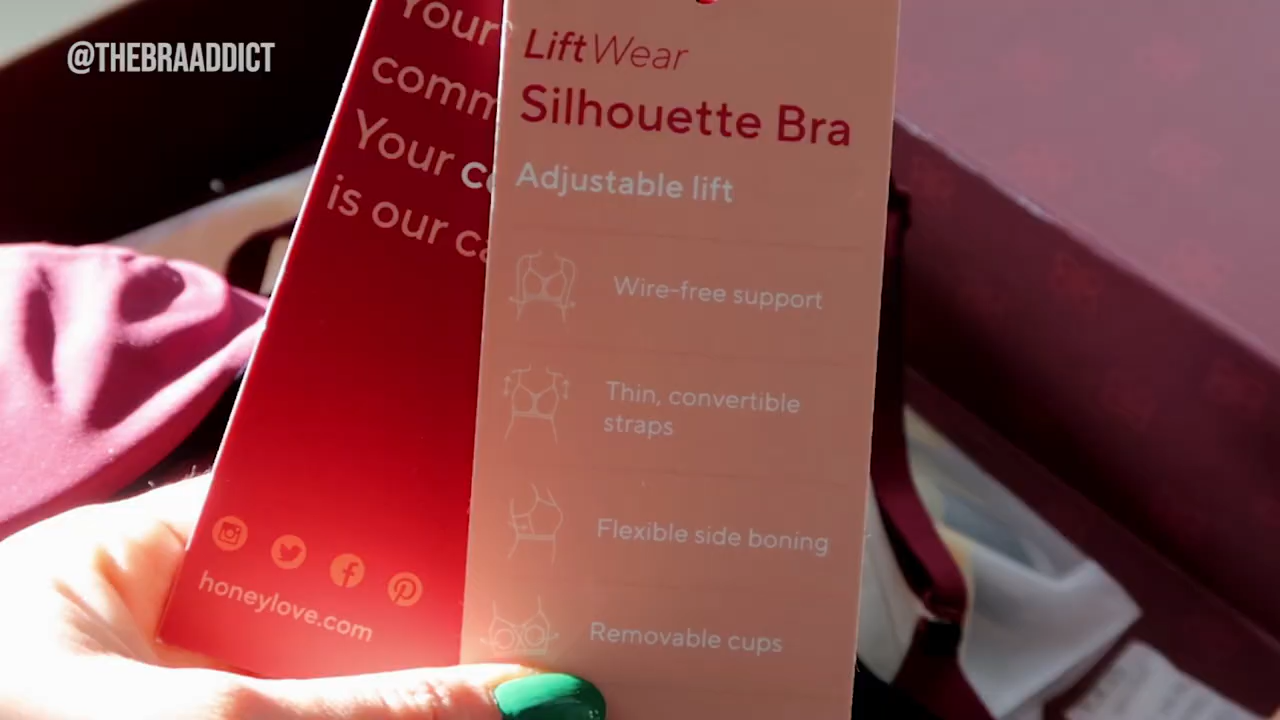 @THEBRAADDICT
Your
comm
Your
is our
honeylove.com
LiftWear
Silhouette Bra
Adjustable lift
Wire-free support
Thin, convertible
straps
Flexible side boning
Removable cups